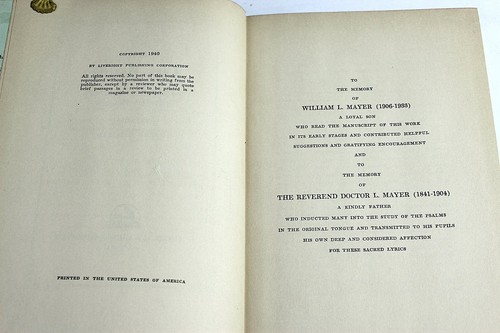 COPYRIGHT 1940
BY LIVERIGHT PUBLISHING CORPORATION
All rights reserved. No part of this book may be
reproduced without permission in writing from the
publisher, except by a reviewer who may quote
brief passages in a review to be printed in a
magazine or newspaper.
PRINTED IN THE UNITED STATES OF AMERICA
TO
THE MEMORY
OF
WILLIAM L. MAYER (1906-1935)
A LOYAL SON
WHO READ THE MANUSCRIPT OF THIS WORK
IN ITS EARLY STAGES AND CONTRIBUTED HELPFUL
SUGGESTIONS AND GRATIFYING ENCOURAGEMENT
AND
TO
THE MEMORY
OF
THE REVEREND DOCTOR L. MAYER (1841-1904)
A KINDLY FATHER
WHO INDUCTED MANY INTO THE STUDY OF THE PSALMS
IN THE ORIGINAL TONGUE AND TRANSMITTED TO HIS PUPILS
HIS OWN DEEP AND CONSIDERED AFFECTION
FOR THESE SACRED LYRICS